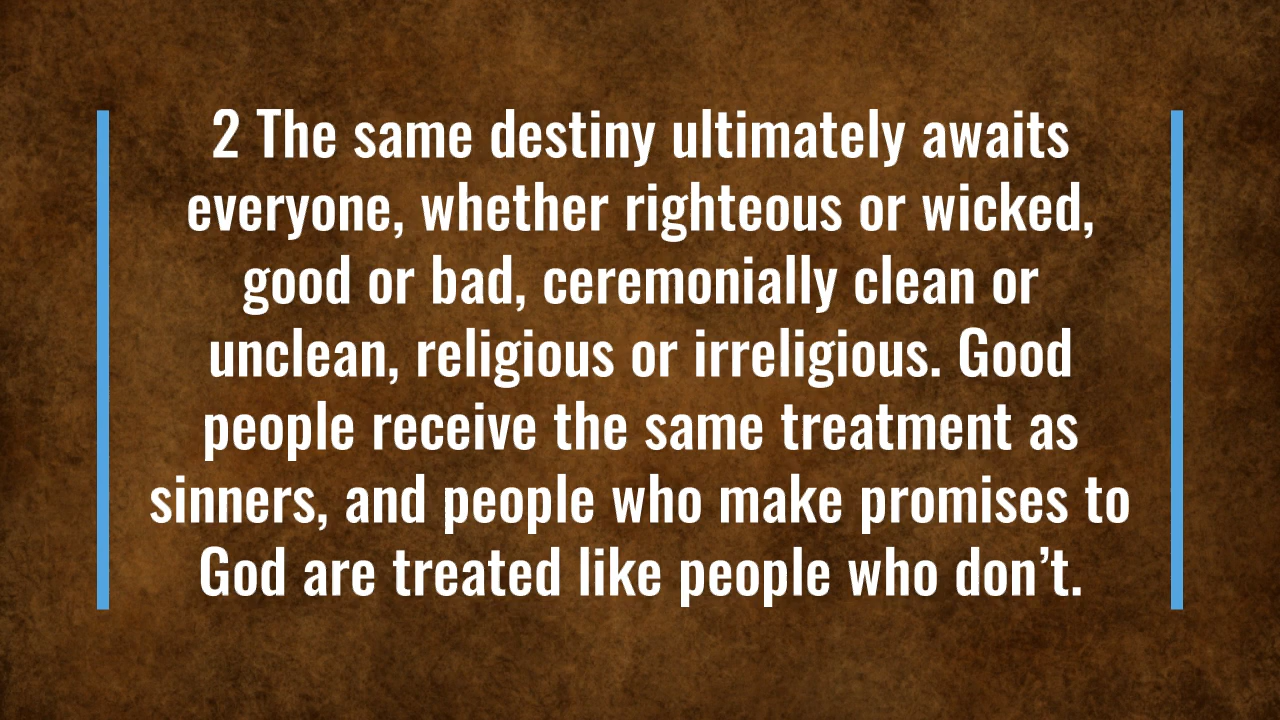 2 The same destiny ultimately awaits
everyone, whether righteous or wicked,
good or bad, ceremonially clean or
unclean, religious or irreligious. Good
people receive the same treatment as
sinners, and people who make promises to
God are treated like people who don’t.